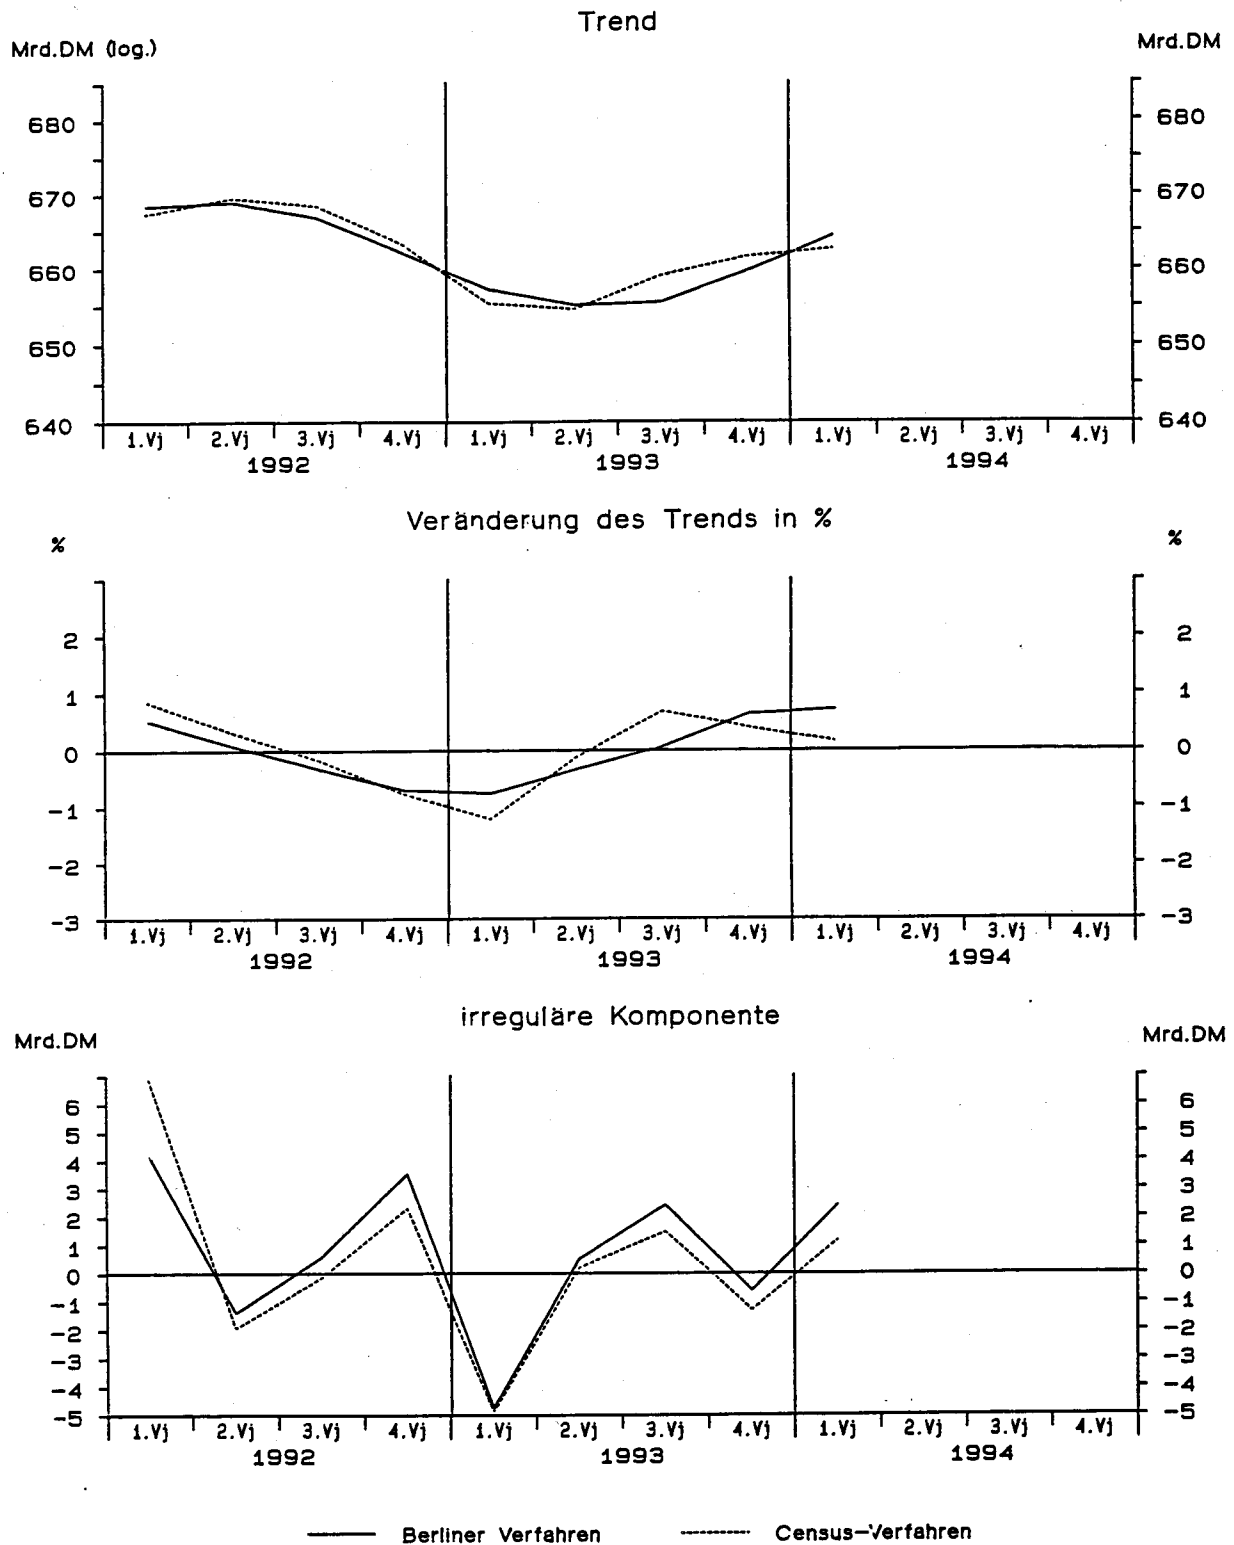 Trend
Mrd.DM (log.) Mrd.DM
680 680
670 670
660 660
650 650
640 640
1.Vj 2.Vj 3.Vj 4.Vj 1.Vj 2.Vj 3.Vj 4.Vj 1.Vj 2.Vj 3.Vj 4.Vj
1992 1993 1994
Veränderung des Trends in %
% %
2 2
1 1
0 0
-1 -1
-2 -2
-3 -3
1.Vj 2.Vj 3.Vj 4.Vj 1.Vj 2.Vj 3.Vj 4.Vj 1.Vj 2.Vj 3.Vj 4.Vj
1992 1993 1994
irreguläre Komponente
Mrd.DM Mrd.DM
6 6
5 5
4 4
3 3
2 2
1 1
0 0
-1 -1
-2 -2
-3 -3
-4 -4
-5 -5
1.Vj 2.Vj 3.Vj 4.Vj 1.Vj 2.Vj 3.Vj 4.Vj 1.Vj 2.Vj 3.Vj 4.Vj
1992 1993 1994
Berliner Verfahren Census-Verfahren